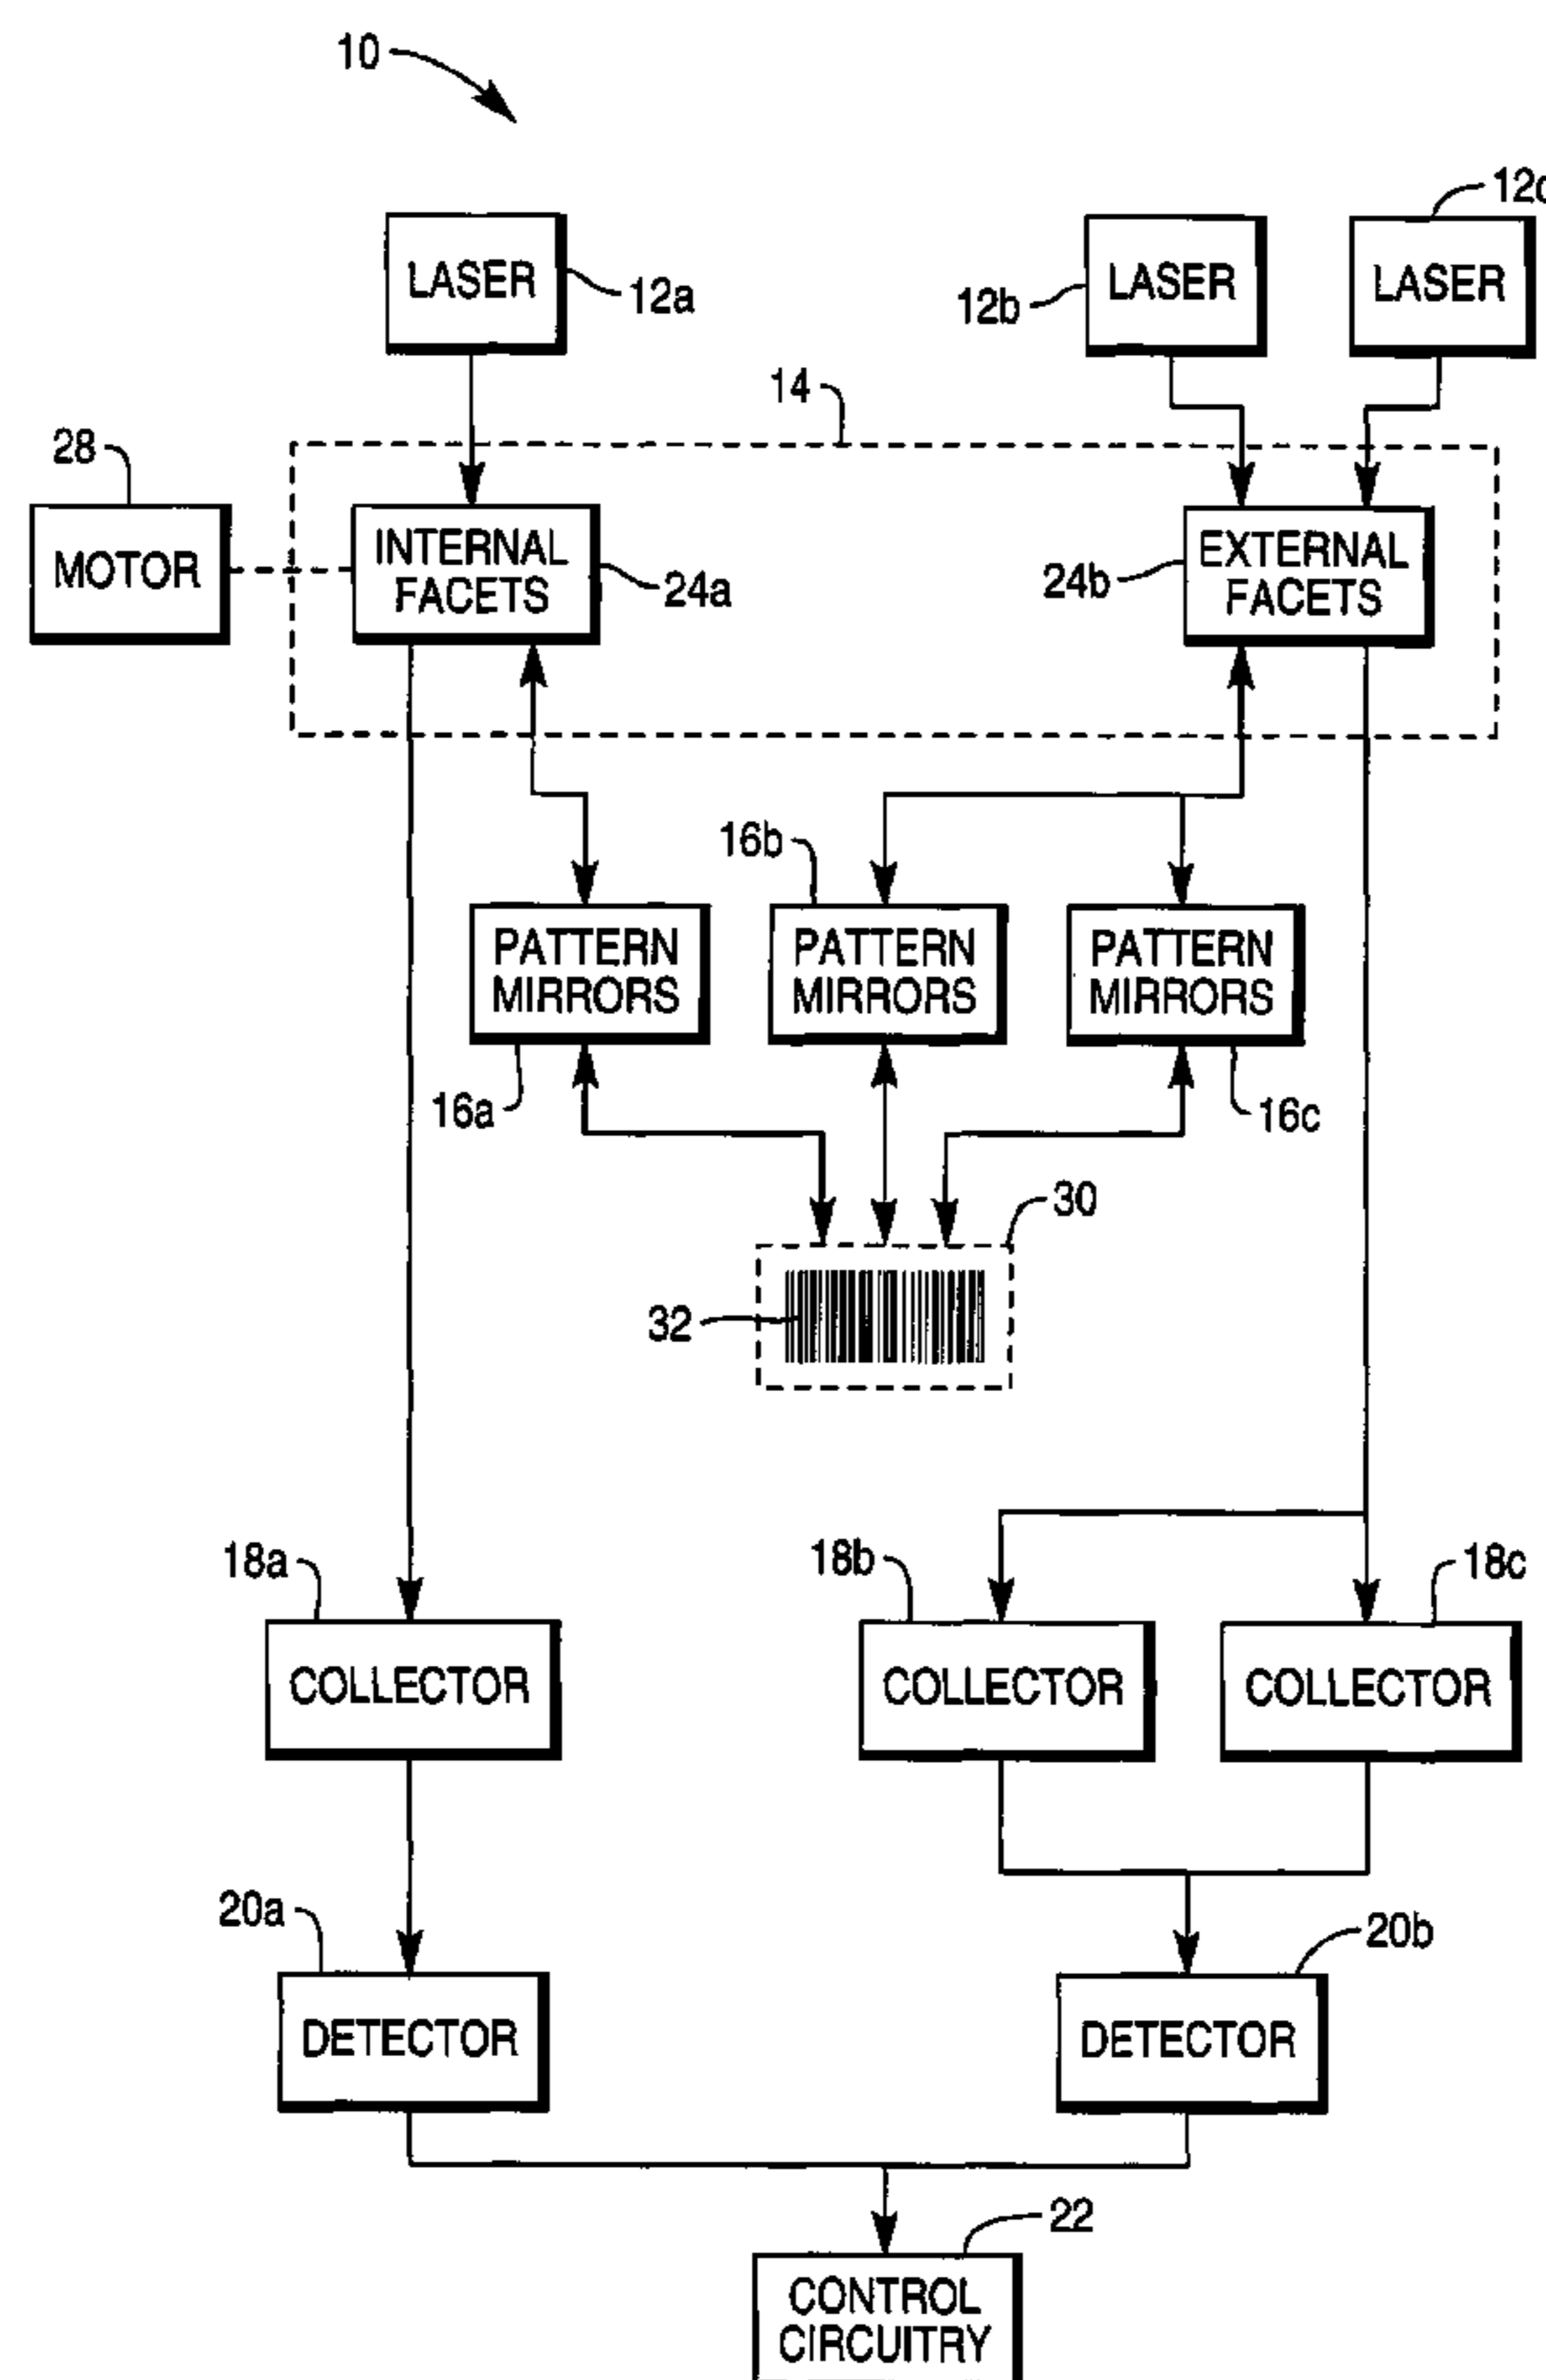 10
12c
LASER
12a
12b
LASER
LASER
14
28
MOTOR
INTERNAL
FACETS
24a
24b
EXTERNAL
FACETS
16b
PATTERN
MIRRORS
PATTERN
MIRRORS
PATTERN
MIRRORS
16a
16c
30
32
18a
18b
18c
COLLECTOR
COLLECTOR
COLLECTOR
20a
20b
DETECTOR
DETECTOR
22
CONTROL
CIRCUITRY